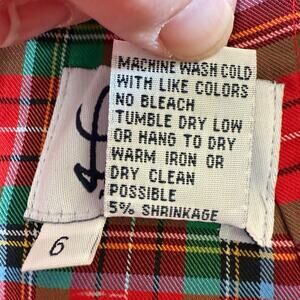 MACHINE WASH COLD
WITH LIKE COLORS
NO BLEACH
TUMBLE DRY LOW
OR HANG TO DRY
WARM IRON OR
DRY CLEAN
POSSIBLE
5% SHRINKAGE
6